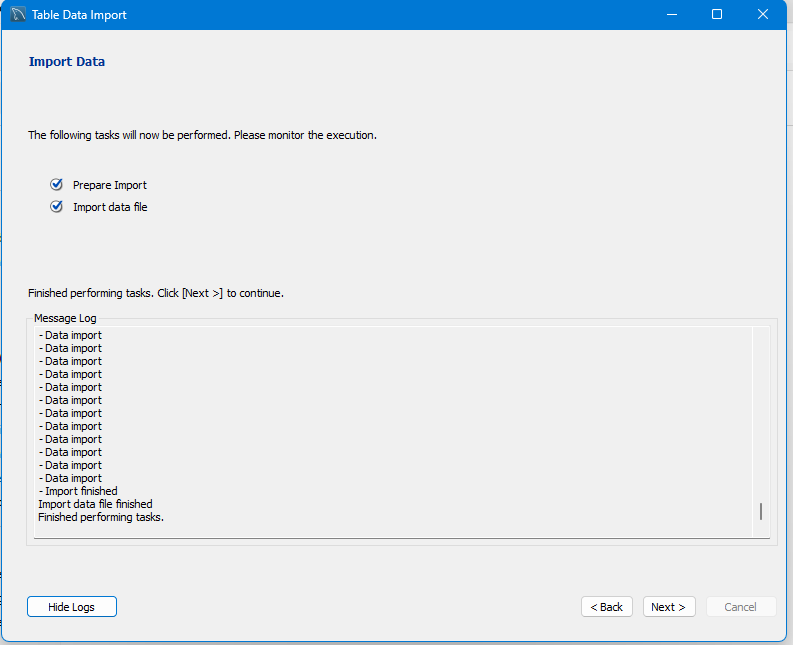 Table Data Import
Import Data
The following tasks will now be performed. Please monitor the execution.
Prepare Import
Import data file
Finished performing tasks. Click [Next >] to continue.
Message Log
- Data import
- Data import
- Data import
- Data import
- Data import
- Data import
- Data import
- Data import
- Data import
- Data import
- Data import
- Data import
- Import finished
Import data file finished
Finished performing tasks.
Hide Logs
< Back
Next >
Cancel